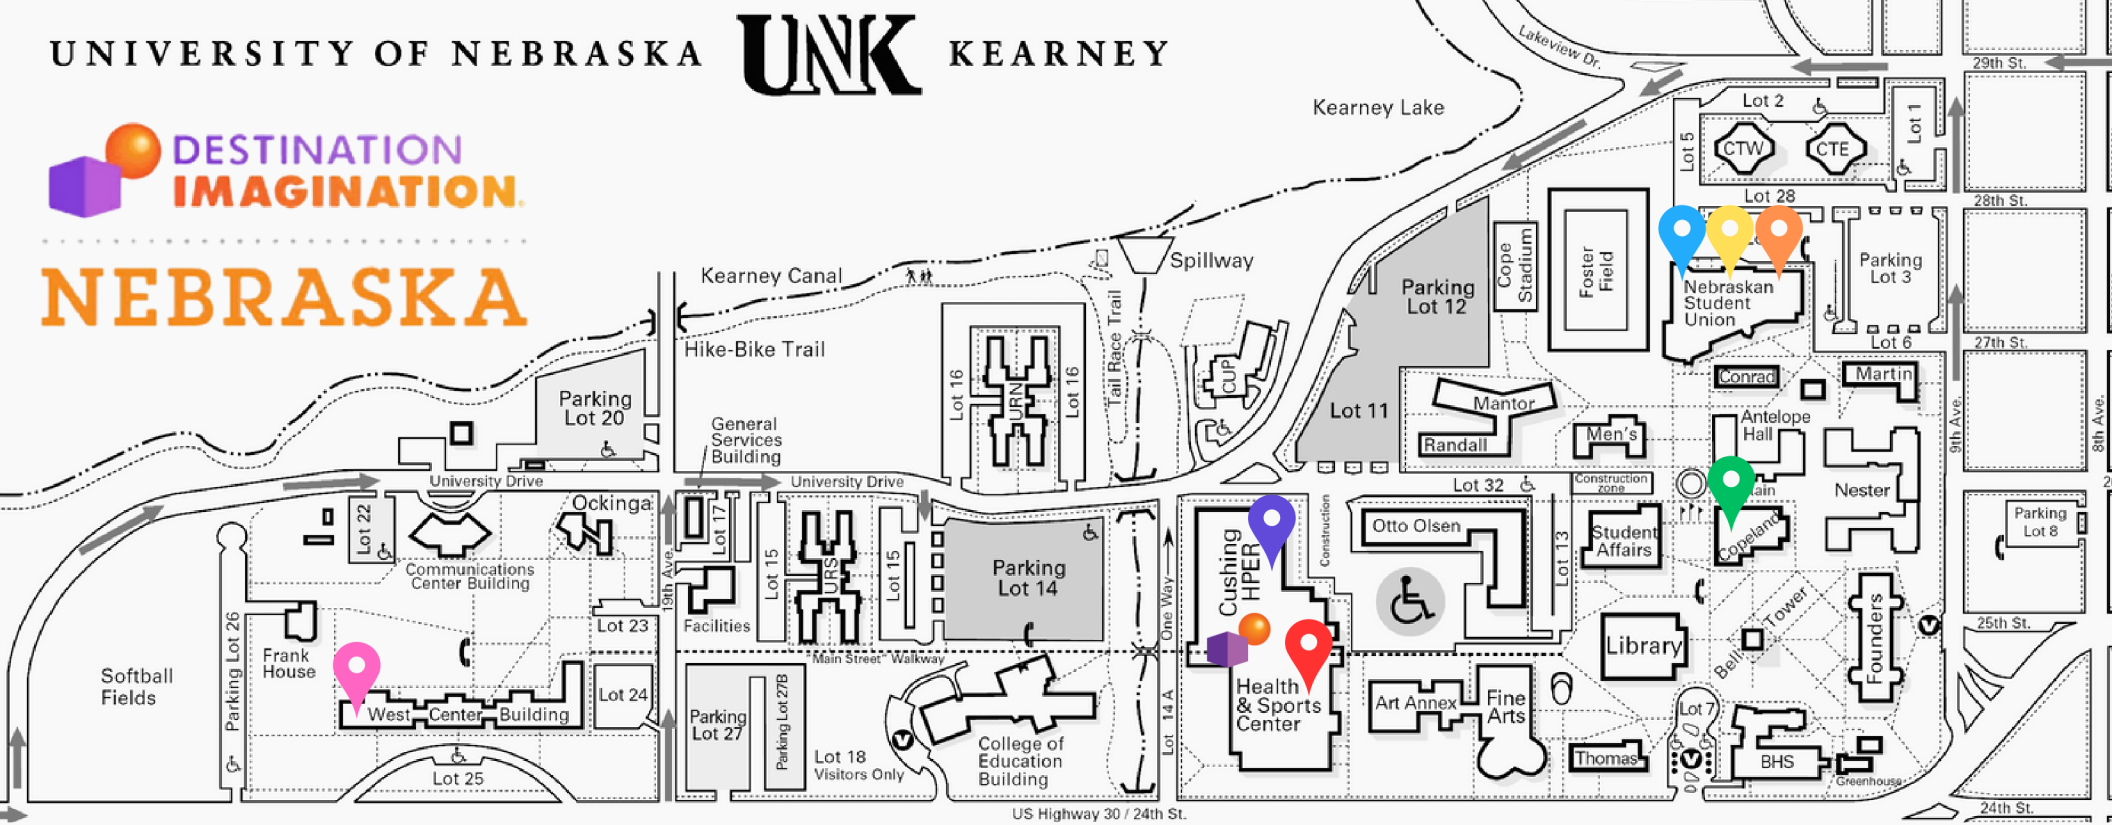 UNIVERSITY OF NEBRASKA UNK KEARNEY
DESTINATION
IMAGINATION.
NEBRASKA
Lakeview Dr.
29th St.
Kearney Lake
Lot 2
Lot 1
Lot 5
CTW
CTE
Lot 28
28th St.
Kearney Canal
Spillway
Cope
Stadium
Foster
Field
Parking
Lot 3
Parking
Lot 12
Nebraskan
Student
Union
Hike-Bike Trail
Tail Race Trail
Lot 6
27th St.
Lot 16
URN
Lot 16
CUP
Conrad
Martin
Parking
Lot 20
Lot 11
Mantor
Randall
Men's
Antelope
Hall
9th Ave.
8th Ave.
General
Services
Building
University Drive
University Drive
Lot 32
Construction
zone
Nester
Ockinga
Lot 22
Lot 17
Communications
Center Building
19th Ave.
Lot 15
URS
Lot 15
Parking
Lot 14
One Way
Cushing
HPER
Construction
Otto Olsen
Lot 13
Student
Affairs
Copeland
Parking
Lot 8
Facilities
Lot 23
Parking Lot 26
Frank
House
"Main Street" Walkway
Library
Bell Tower
Founders
25th St.
Softball
Fields
West Center Building
Lot 24
Parking
Lot 27
Parking Lot 27B
Lot 18
Visitors Only
College of
Education
Building
Lot 14 A
Health
& Sports
Center
Art Annex
Fine
Arts
Lot 7
Thomas
BHS
Greenhouse
Lot 25
US Highway 30 / 24th St.
24th St.
V
V
V